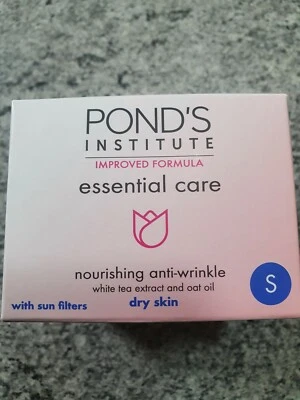 POND'S
INSTITUTE
IMPROVED FORMULA
essential care
nourishing anti-wrinkle
white tea extract and oat oil
with sun filters
dry skin
S